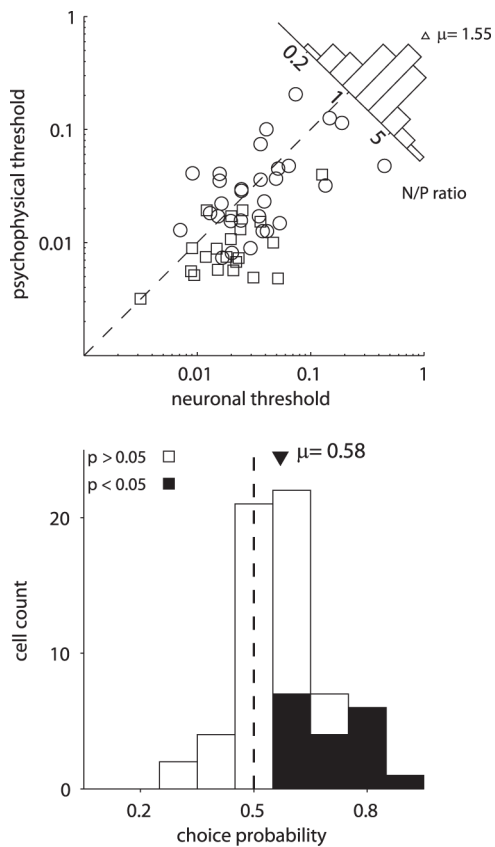 1
△ μ= 1.55
0.2
1
5
0.1
N/P ratio
psychophysical threshold
0.01
0.01
0.1
1
neuronal threshold
p > 0.05 □
p < 0.05 ■
▼ μ= 0.58
20
10
0
cell count
0.2
0.5
0.8
choice probability